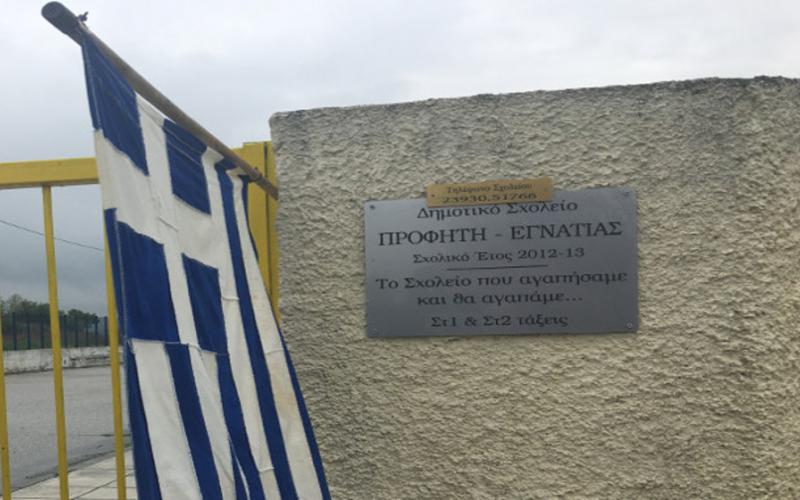 Τηλέφωνο Σχολείου
23930.51766
Δημοτικό Σχολείο
ΠΡΟΦΗΤΗ - ΕΓΝΑΤΙΑΣ
Σχολικό Έτος 2012-13
Το Σχολείο που αγαπήσαμε
και θα αγαπάμε...
Στ1 & Στ2 τάξεις